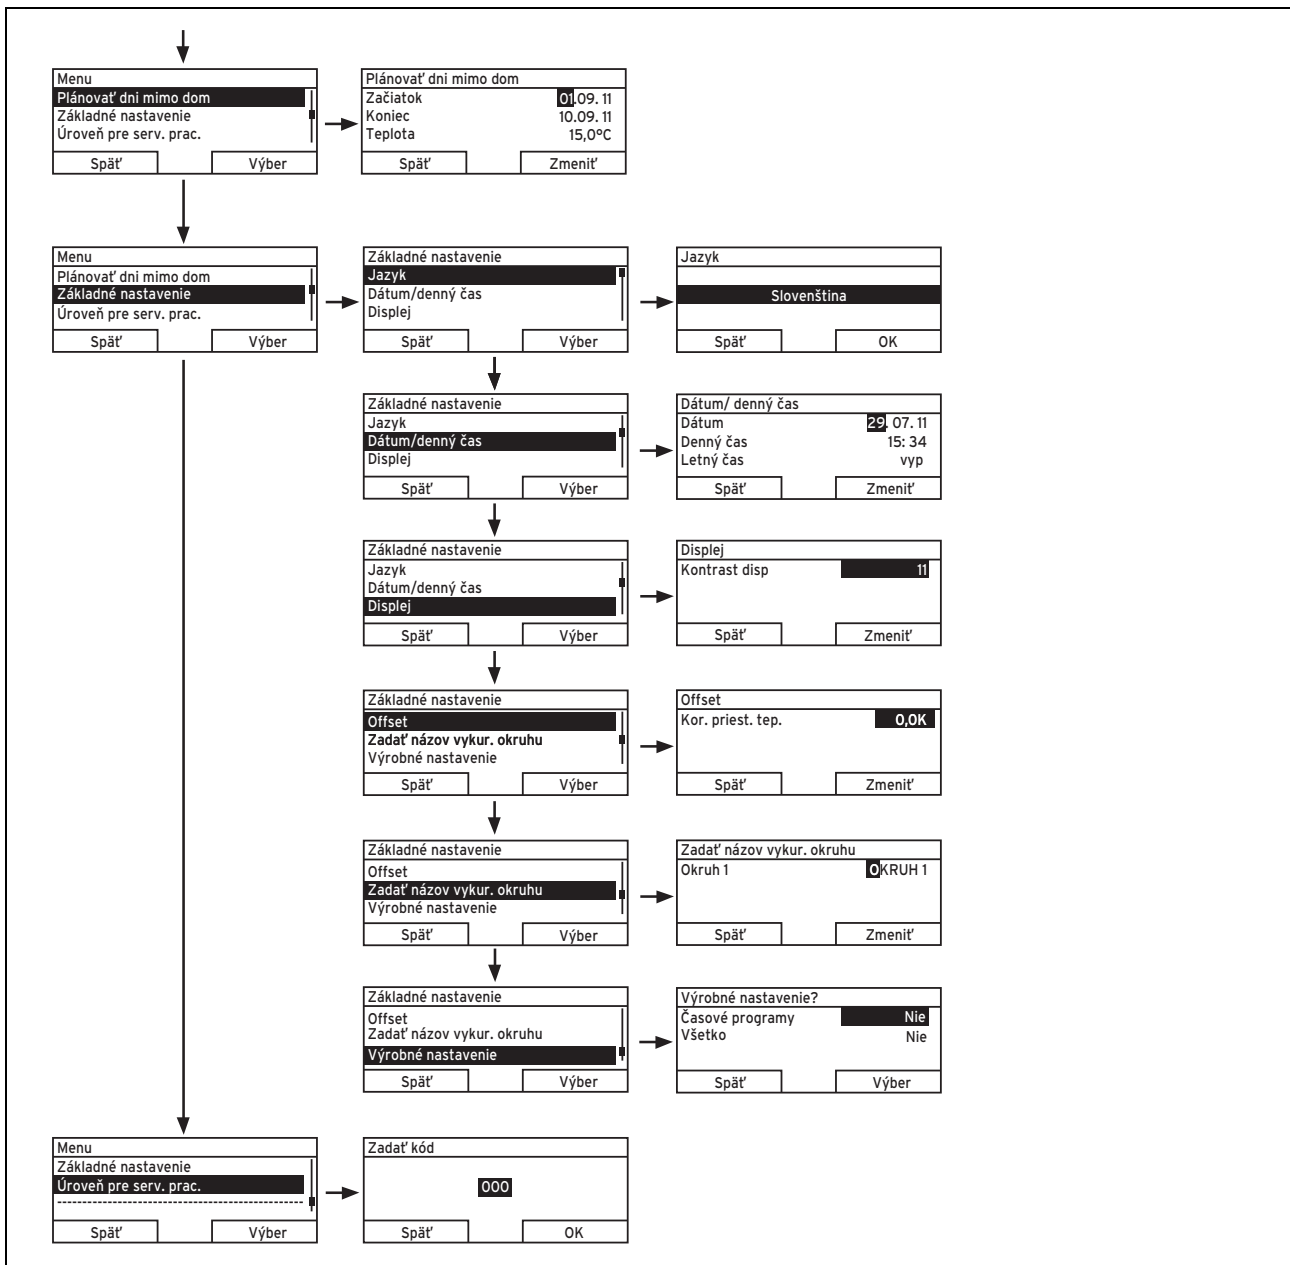 Menu
Plánovať dni mimo dom
Základné nastavenie
Úroveň pre serv. prac.
Späť Výber
Plánovať dni mimo dom
Začiatok 01.09. 11
Koniec 10.09. 11
Teplota 15,0°C
Späť Zmeniť
Menu
Plánovať dni mimo dom
Základné nastavenie
Úroveň pre serv. prac.
Späť Výber
Základné nastavenie
Jazyk
Dátum/denný čas
Displej
Späť Výber
Jazyk
Slovenština
Späť OK
Základné nastavenie
Jazyk
Dátum/denný čas
Displej
Späť Výber
Dátum/ denný čas
Dátum 29. 07. 11
Denný čas 15: 34
Letný čas vyp
Späť Zmeniť
Základné nastavenie
Jazyk
Dátum/denný čas
Displej
Späť Výber
Displej
Kontrast disp 11
Späť Zmeniť
Základné nastavenie
Offset
Zadať názov vykur. okruhu
Výrobné nastavenie
Späť Výber
Offset
Kor. priest. tep. 0,0K
Späť Zmeniť
Základné nastavenie
Offset
Zadať názov vykur. okruhu
Výrobné nastavenie
Späť Výber
Zadať názov vykur. okruhu
Okruh 1 OKRUH 1
Späť Zmeniť
Základné nastavenie
Offset
Zadať názov vykur. okruhu
Výrobné nastavenie
Späť Výber
Výrobné nastavenie?
Časové programy Nie
Všetko Nie
Späť Výber
Menu
Základné nastavenie
Úroveň pre serv. prac.
Späť Výber
Zadať kód
000
Späť OK